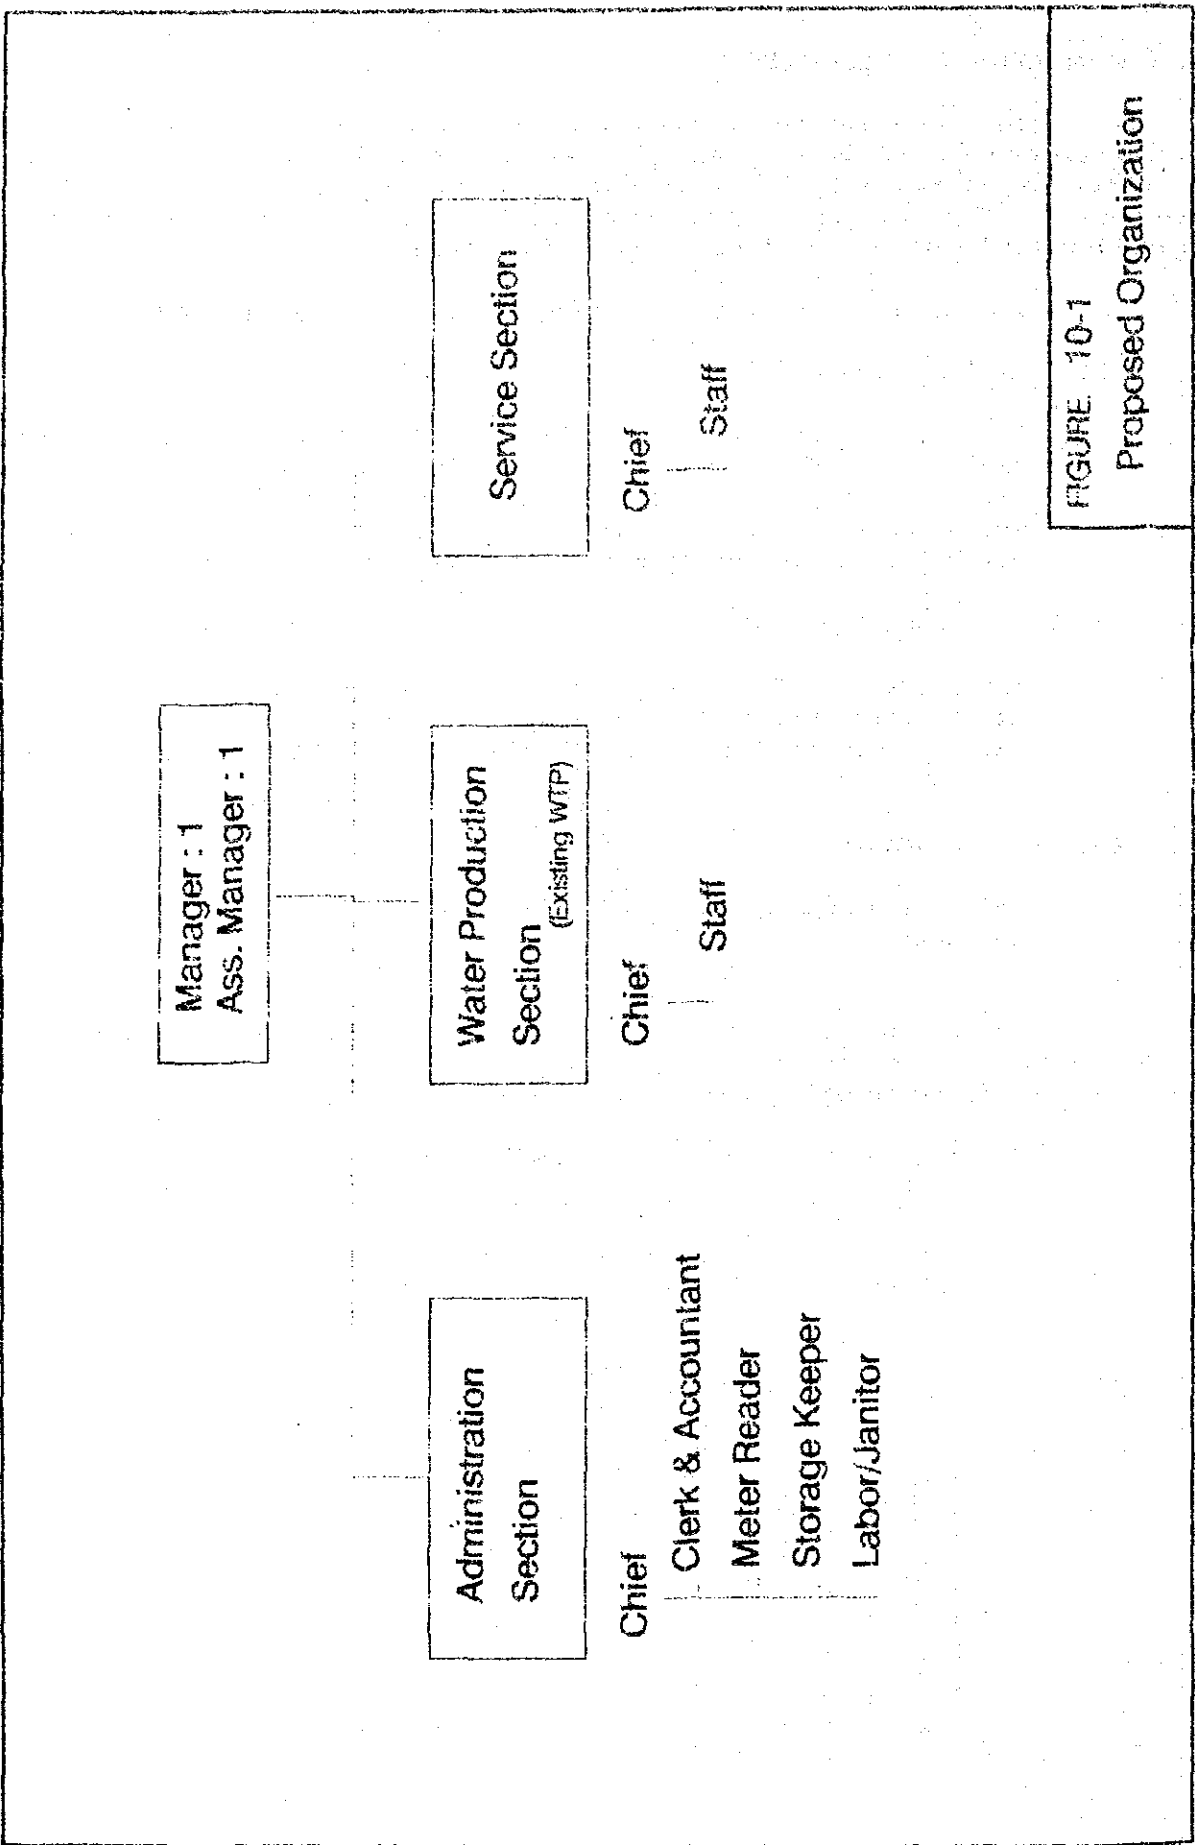 Manager : 1
Ass. Manager : 1
Administration
Section
Chief
Clerk & Accountant
Meter Reader
Storage Keeper
Labor/Janitor
Water Production
Section
(Existing WTP)
Chief
Staff
Service Section
Chief
Staff
FIGURE. 10-1
Proposed Organization